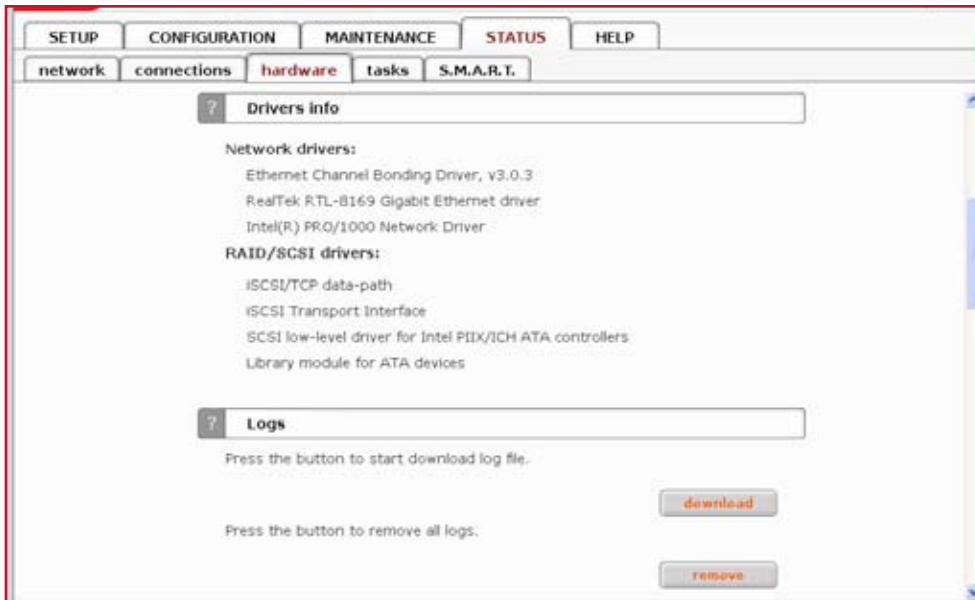 SETUP CONFIGURATION MAINTENANCE STATUS HELP
network connections hardware tasks S.M.A.R.T.
? Drivers info
Network drivers:
Ethernet Channel Bonding Driver, v3.0.3
RealTek RTL-8169 Gigabit Ethernet driver
Intel(R) PRO/1000 Network Driver
RAID/SCSI drivers:
iSCSI/TCP data-path
iSCSI Transport Interface
SCSI low-level driver for Intel PIIX/ICH ATA controllers
Library module for ATA devices
? Logs
Press the button to start download log file.
download
Press the button to remove all logs.
remove